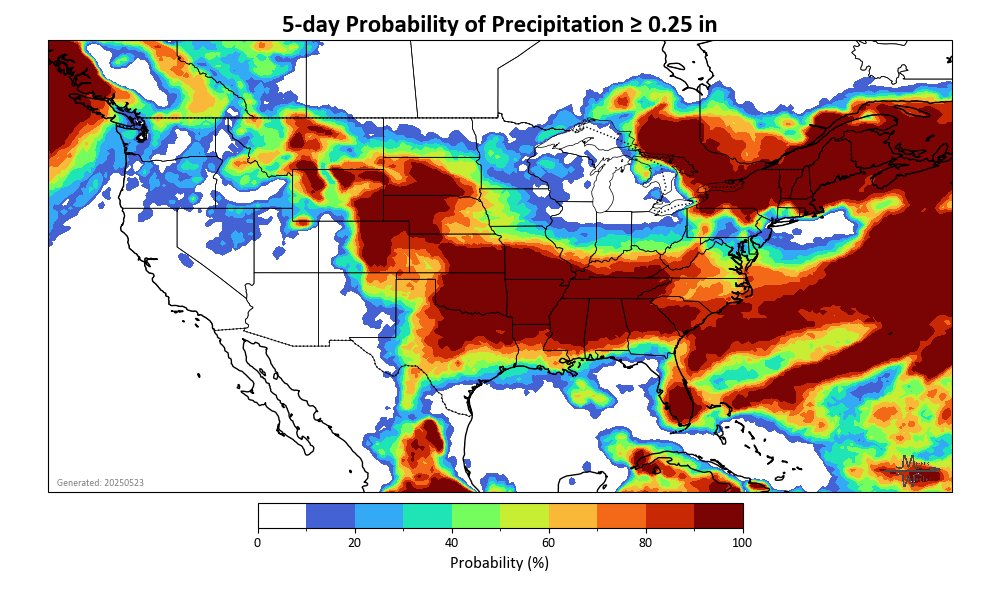 5-day Probability of Precipitation ≥ 0.25 in
Generated: 20250523
0 20 40 60 80 100
Probability (%)